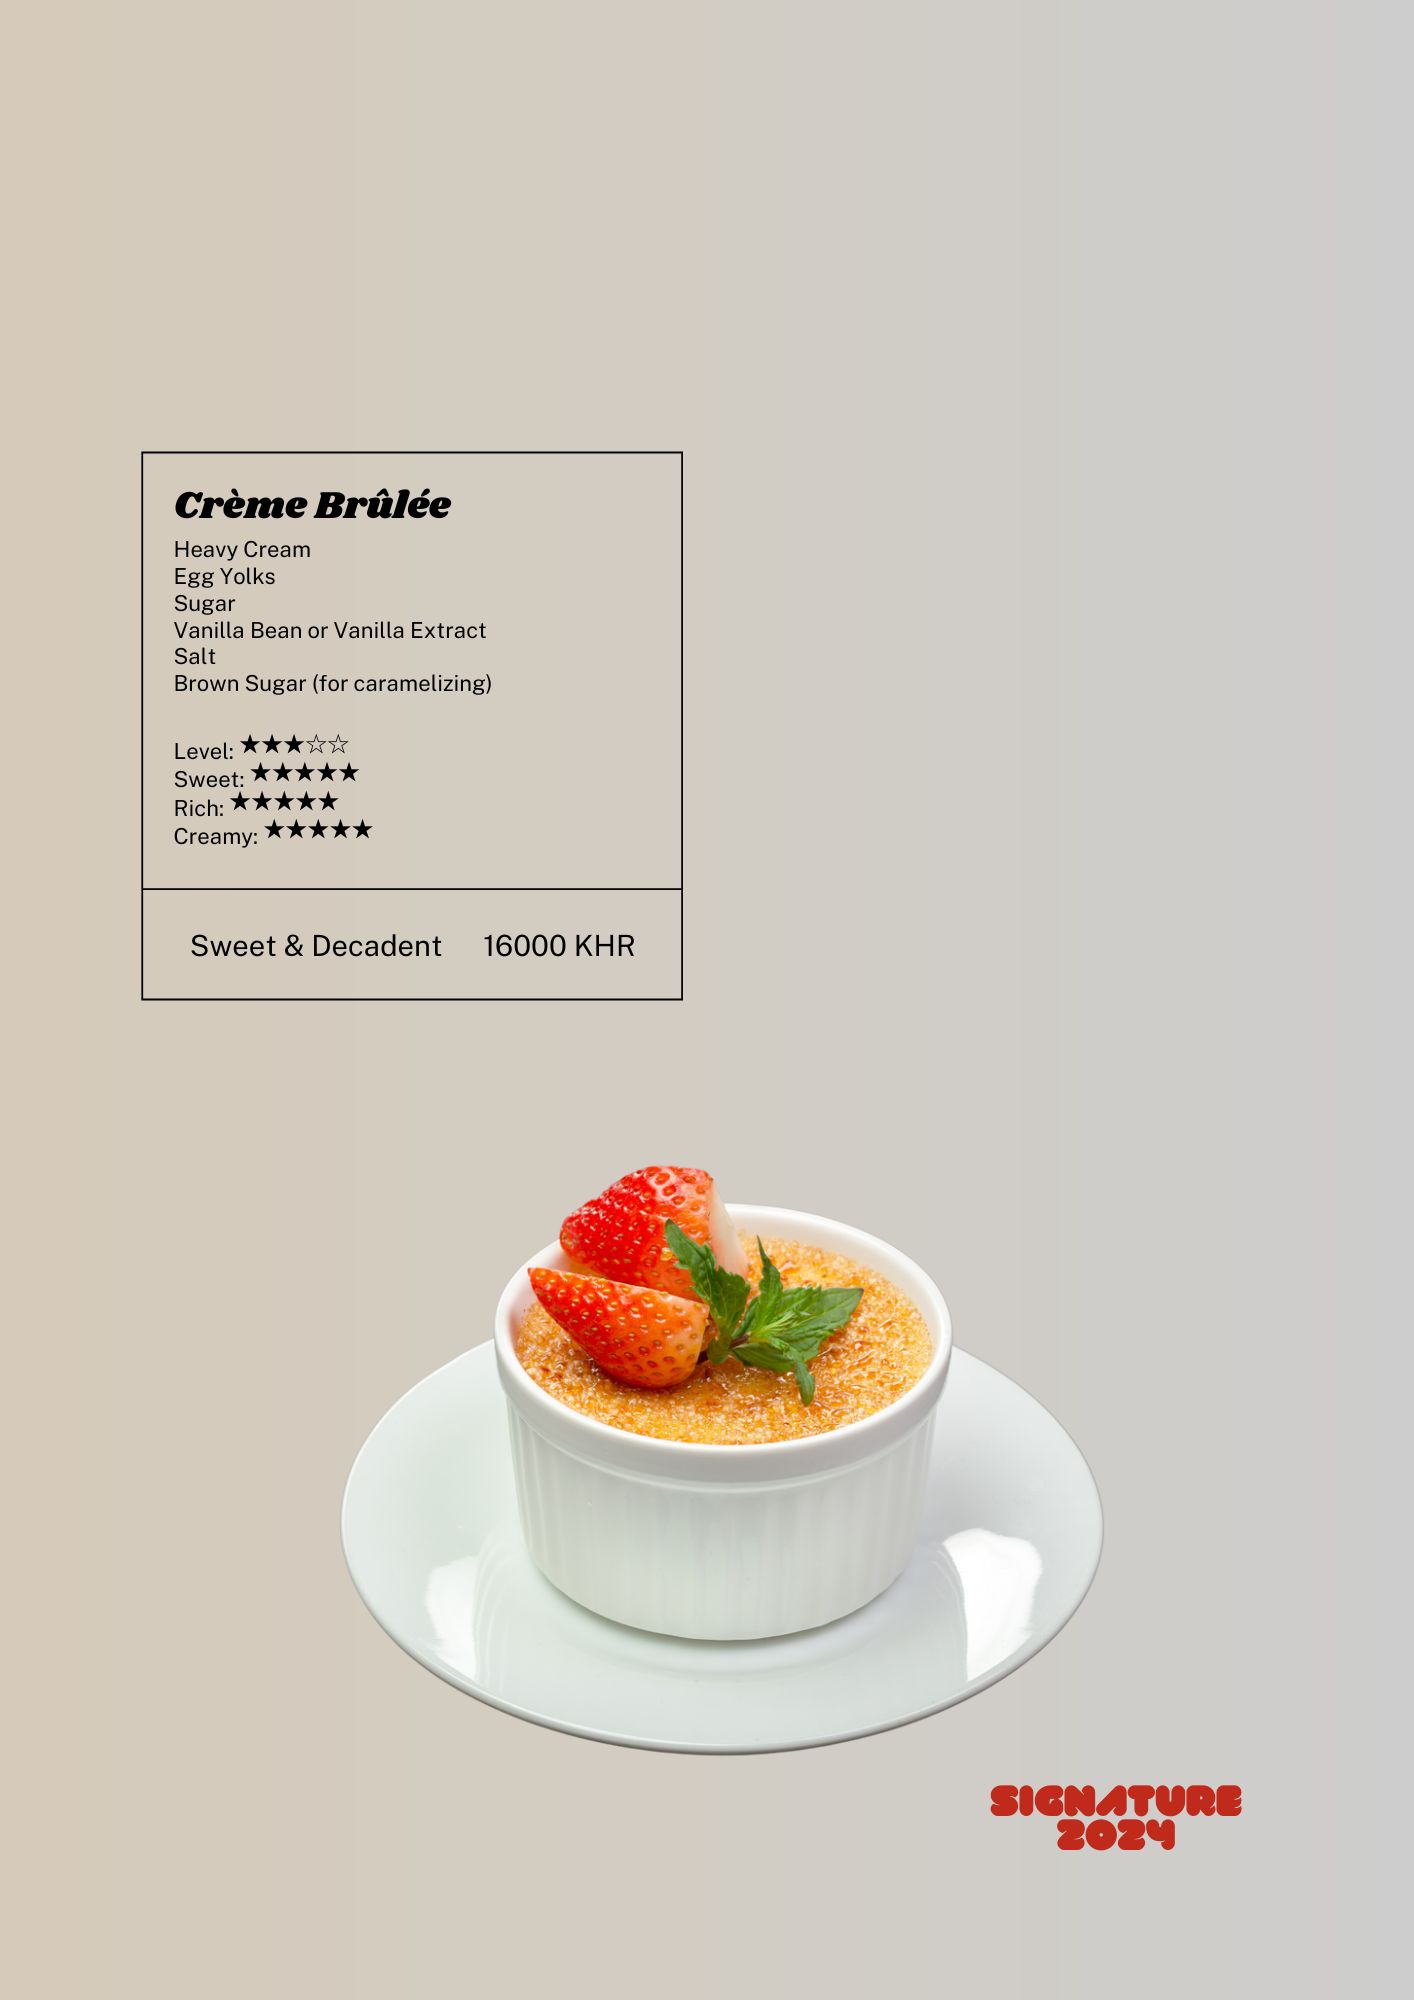 Crème Brûlée
Heavy Cream
Egg Yolks
Sugar
Vanilla Bean or Vanilla Extract
Salt
Brown Sugar (for caramelizing)
Level: ★★★☆☆
Sweet: ★★★★★
Rich: ★★★★★
Creamy: ★★★★★
Sweet & Decadent 16000 KHR
SIGNATURE
2024